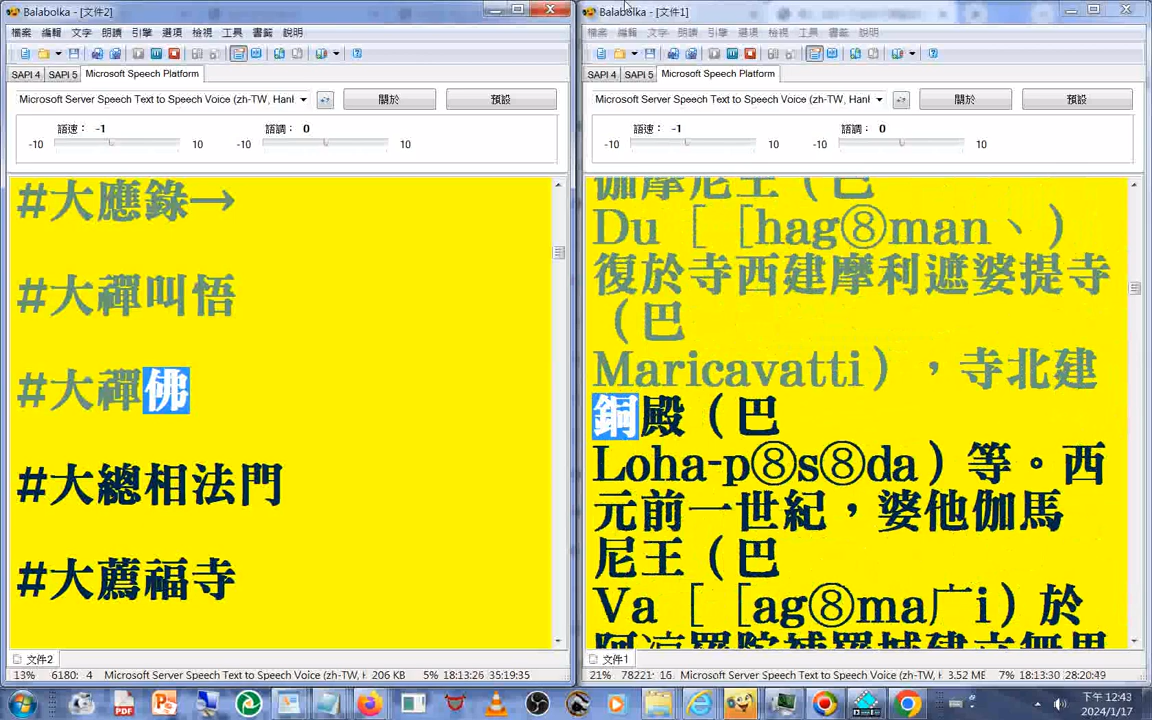 Balabolka - [文件2]
檔案 編輯 文字 朗讀 引擎 選項 檢視 工具 書籤 說明
SAPI 4 SAPI 5 Microsoft Speech Platform
Microsoft Server Speech Text to Speech Voice (zh-TW, Hanl
關於
預設
語速: -1 語調: 0
-10 10 -10 10
#大應錄→
#大禪叫悟
#大禪佛
#大總相法門
#大薦福寺
文件2
13% 6180: 4 Microsoft Server Speech Text to Speech Voice (zh-TW, H 206 KB 5% 18:13:26 35:19:35
Balabolka - [文件1]
檔案 編輯 文字 朗讀 引擎 選項 檢視 工具 書籤 說明
SAPI 4 SAPI 5 Microsoft Speech Platform
Microsoft Server Speech Text to Speech Voice (zh-TW, Hanl
關於
預設
語速: -1 語調: 0
-10 10 -10 10
伽摩尼王（巴
Du［［hag⑧man、）
復於寺西建摩利遮婆提寺
（巴
Maricavatti），寺北建
銅殿（巴
Loha-p⑧s⑧da）等。西
元前一世紀，婆他伽馬
尼王（巴
Va［［ag⑧ma广i）於
文件1
21% 78221: 16 Microsoft Server Speech Text to Speech Voice (zh-TW, H 3.52 MB 7% 18:13:30 28:20:49
下午 12:43
2024/1/17